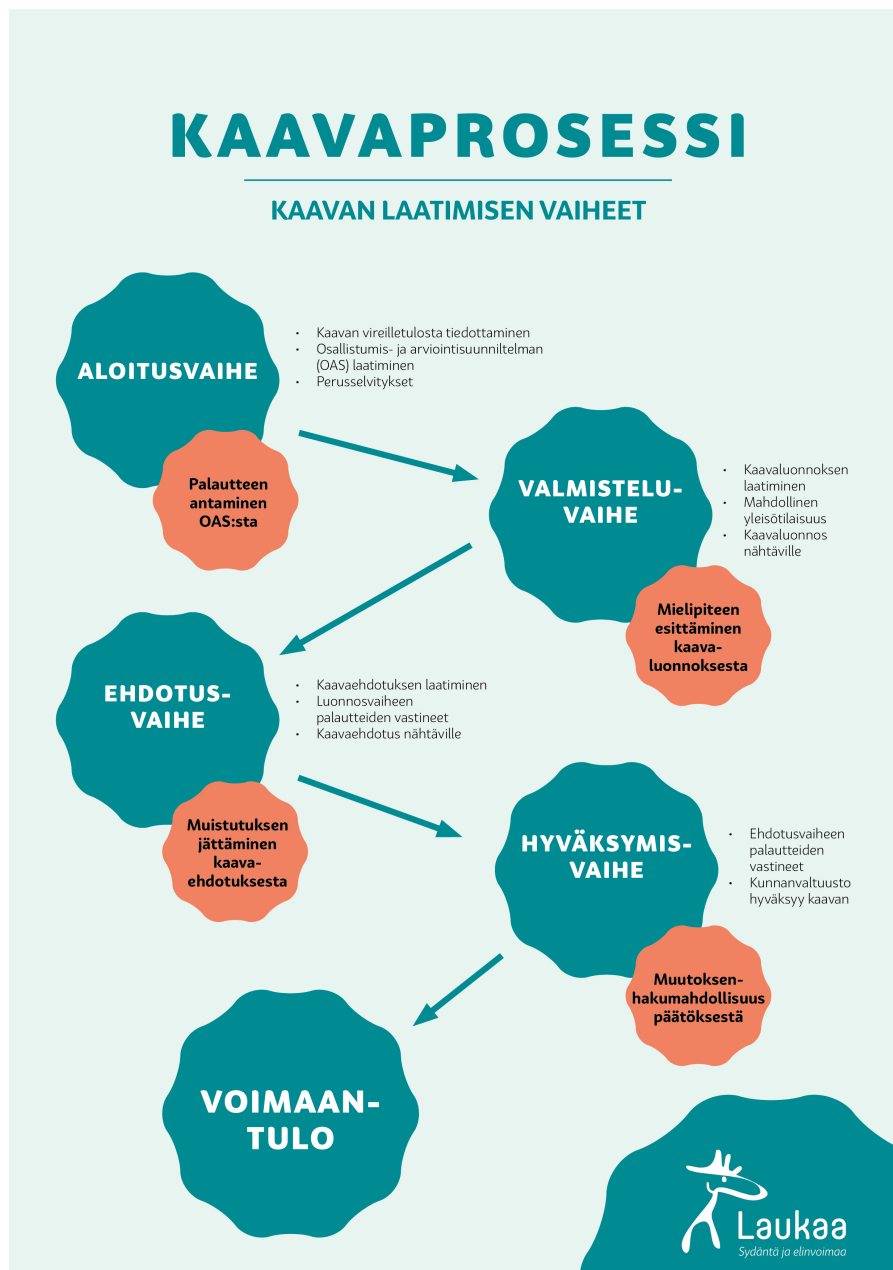 KAAVAPROSESSI
KAAVAN LAATIMISEN VAIHEET
ALOITUSVAIHE
• Kaavan vireilletulosta tiedottaminen
• Osallistumis- ja arviointisuunniltelman
(OAS) laatiminen
• Perusselvitykset
Palautteen
antaminen
OAS:sta
VALMISTELU-
VAIHE
• Kaavaluonnoksen
laatiminen
• Mahdollinen
yleisötilaisuus
• Kaavaluonnos
nähtäville
Mielipiteen
esittäminen
kaava-
luonnoksesta
EHDOTUS-
VAIHE
• Kaavaehdotuksen laatiminen
• Luonnosvaiheen
palautteiden vastineet
• Kaavaehdotus nähtäville
Muistutuksen
jättäminen
kaava-
ehdotuksesta
HYVÄKSYMIS-
VAIHE
• Ehdotusvaiheen
palautteiden
vastineet
• Kunnanvaltuusto
hyväksyy kaavan
Muutoksen-
hakumahdollisuus
päätöksestä
VOIMAAN-
TULO
Laukaa
Sydäntä ja elinvoimaa